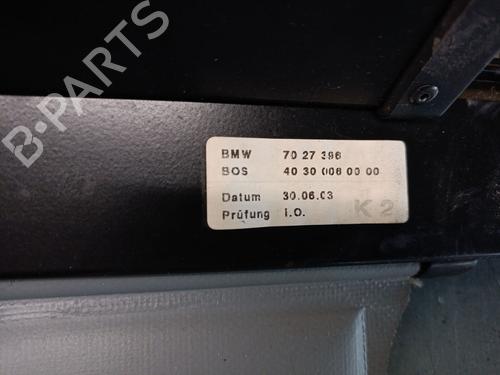 B-PARTS
BMW 70 27 396
BOS 40 30 006 00 00
Datum 30.06.03
Prüfung i.O. K 2